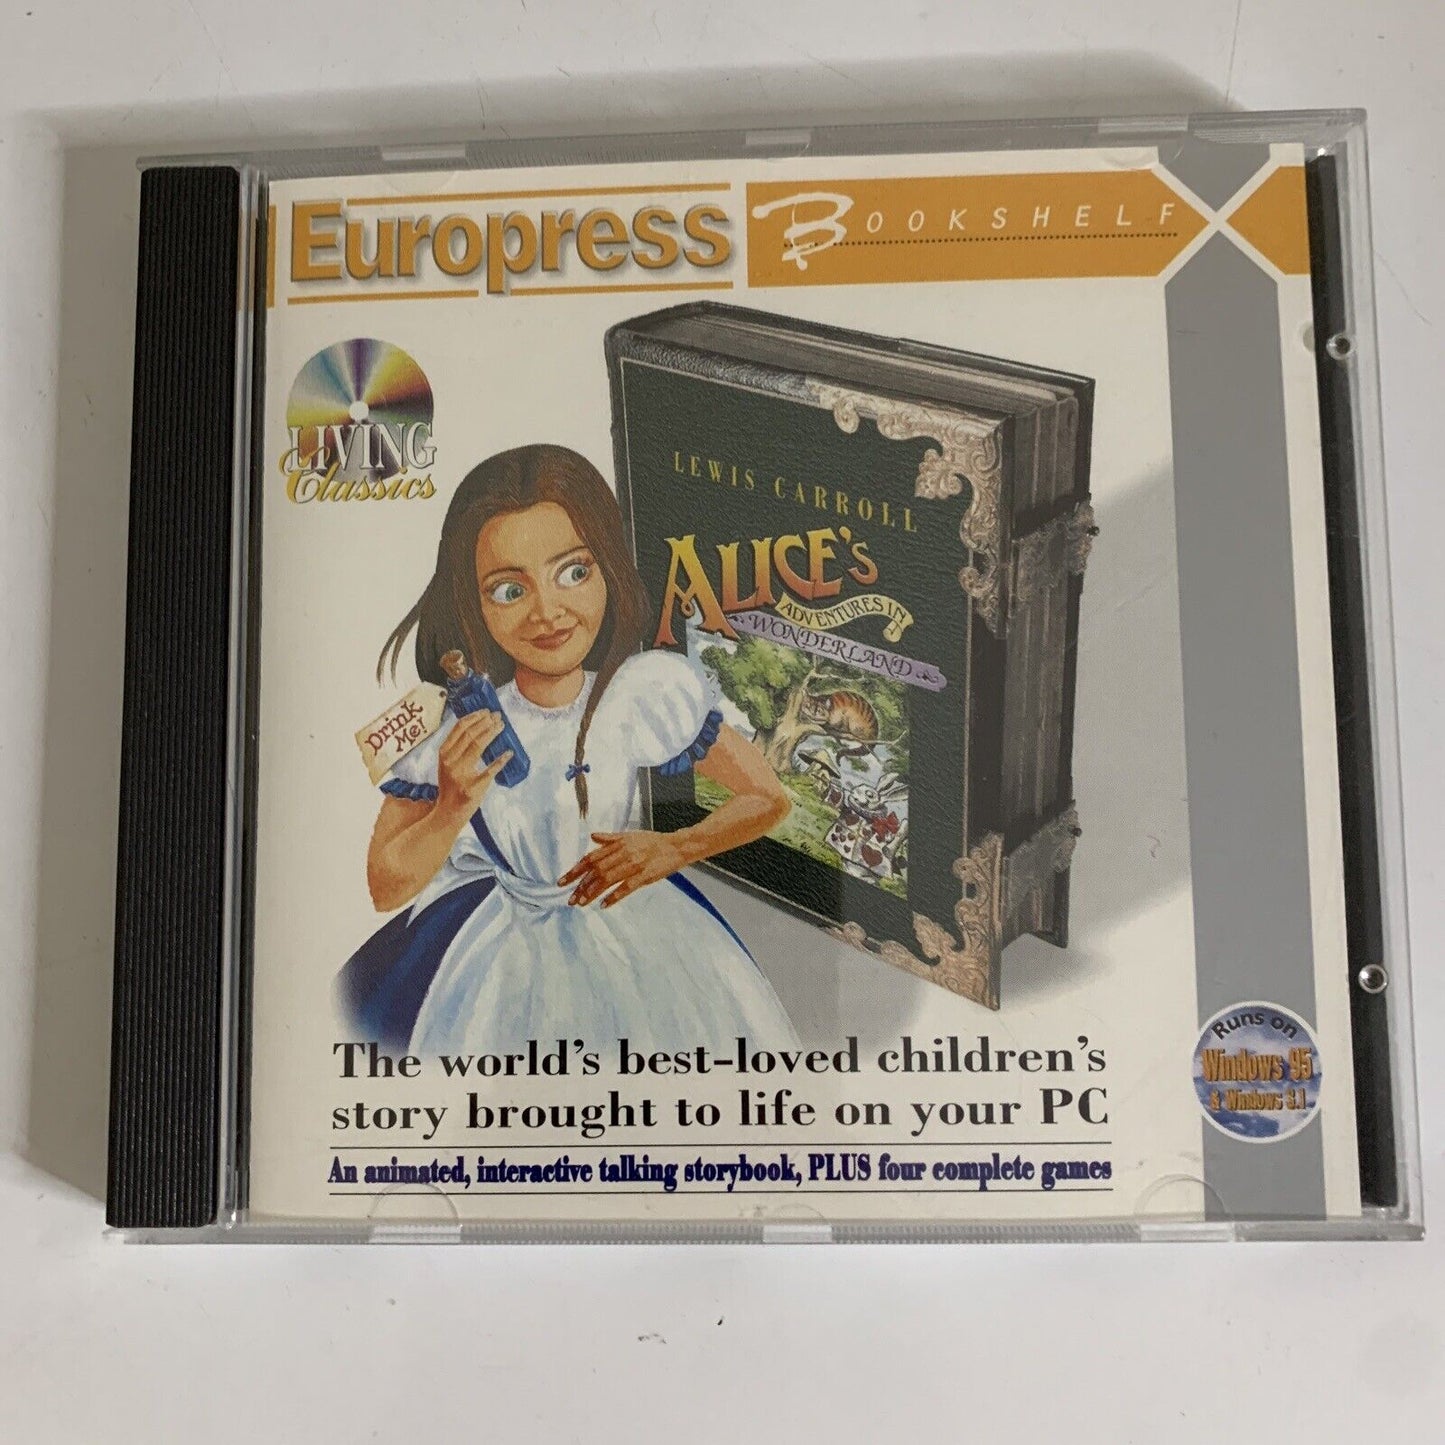 Europress
BOOKSHELF
LIVING
Classics
LEWIS CARROLL
ALICE'S
ADVENTURES IN
WONDERLAND
Drink
Me!
The world's best-loved children's
story brought to life on your PC
An animated, interactive talking storybook, PLUS four complete games
Runs on
Windows 95
& Windows 3.1